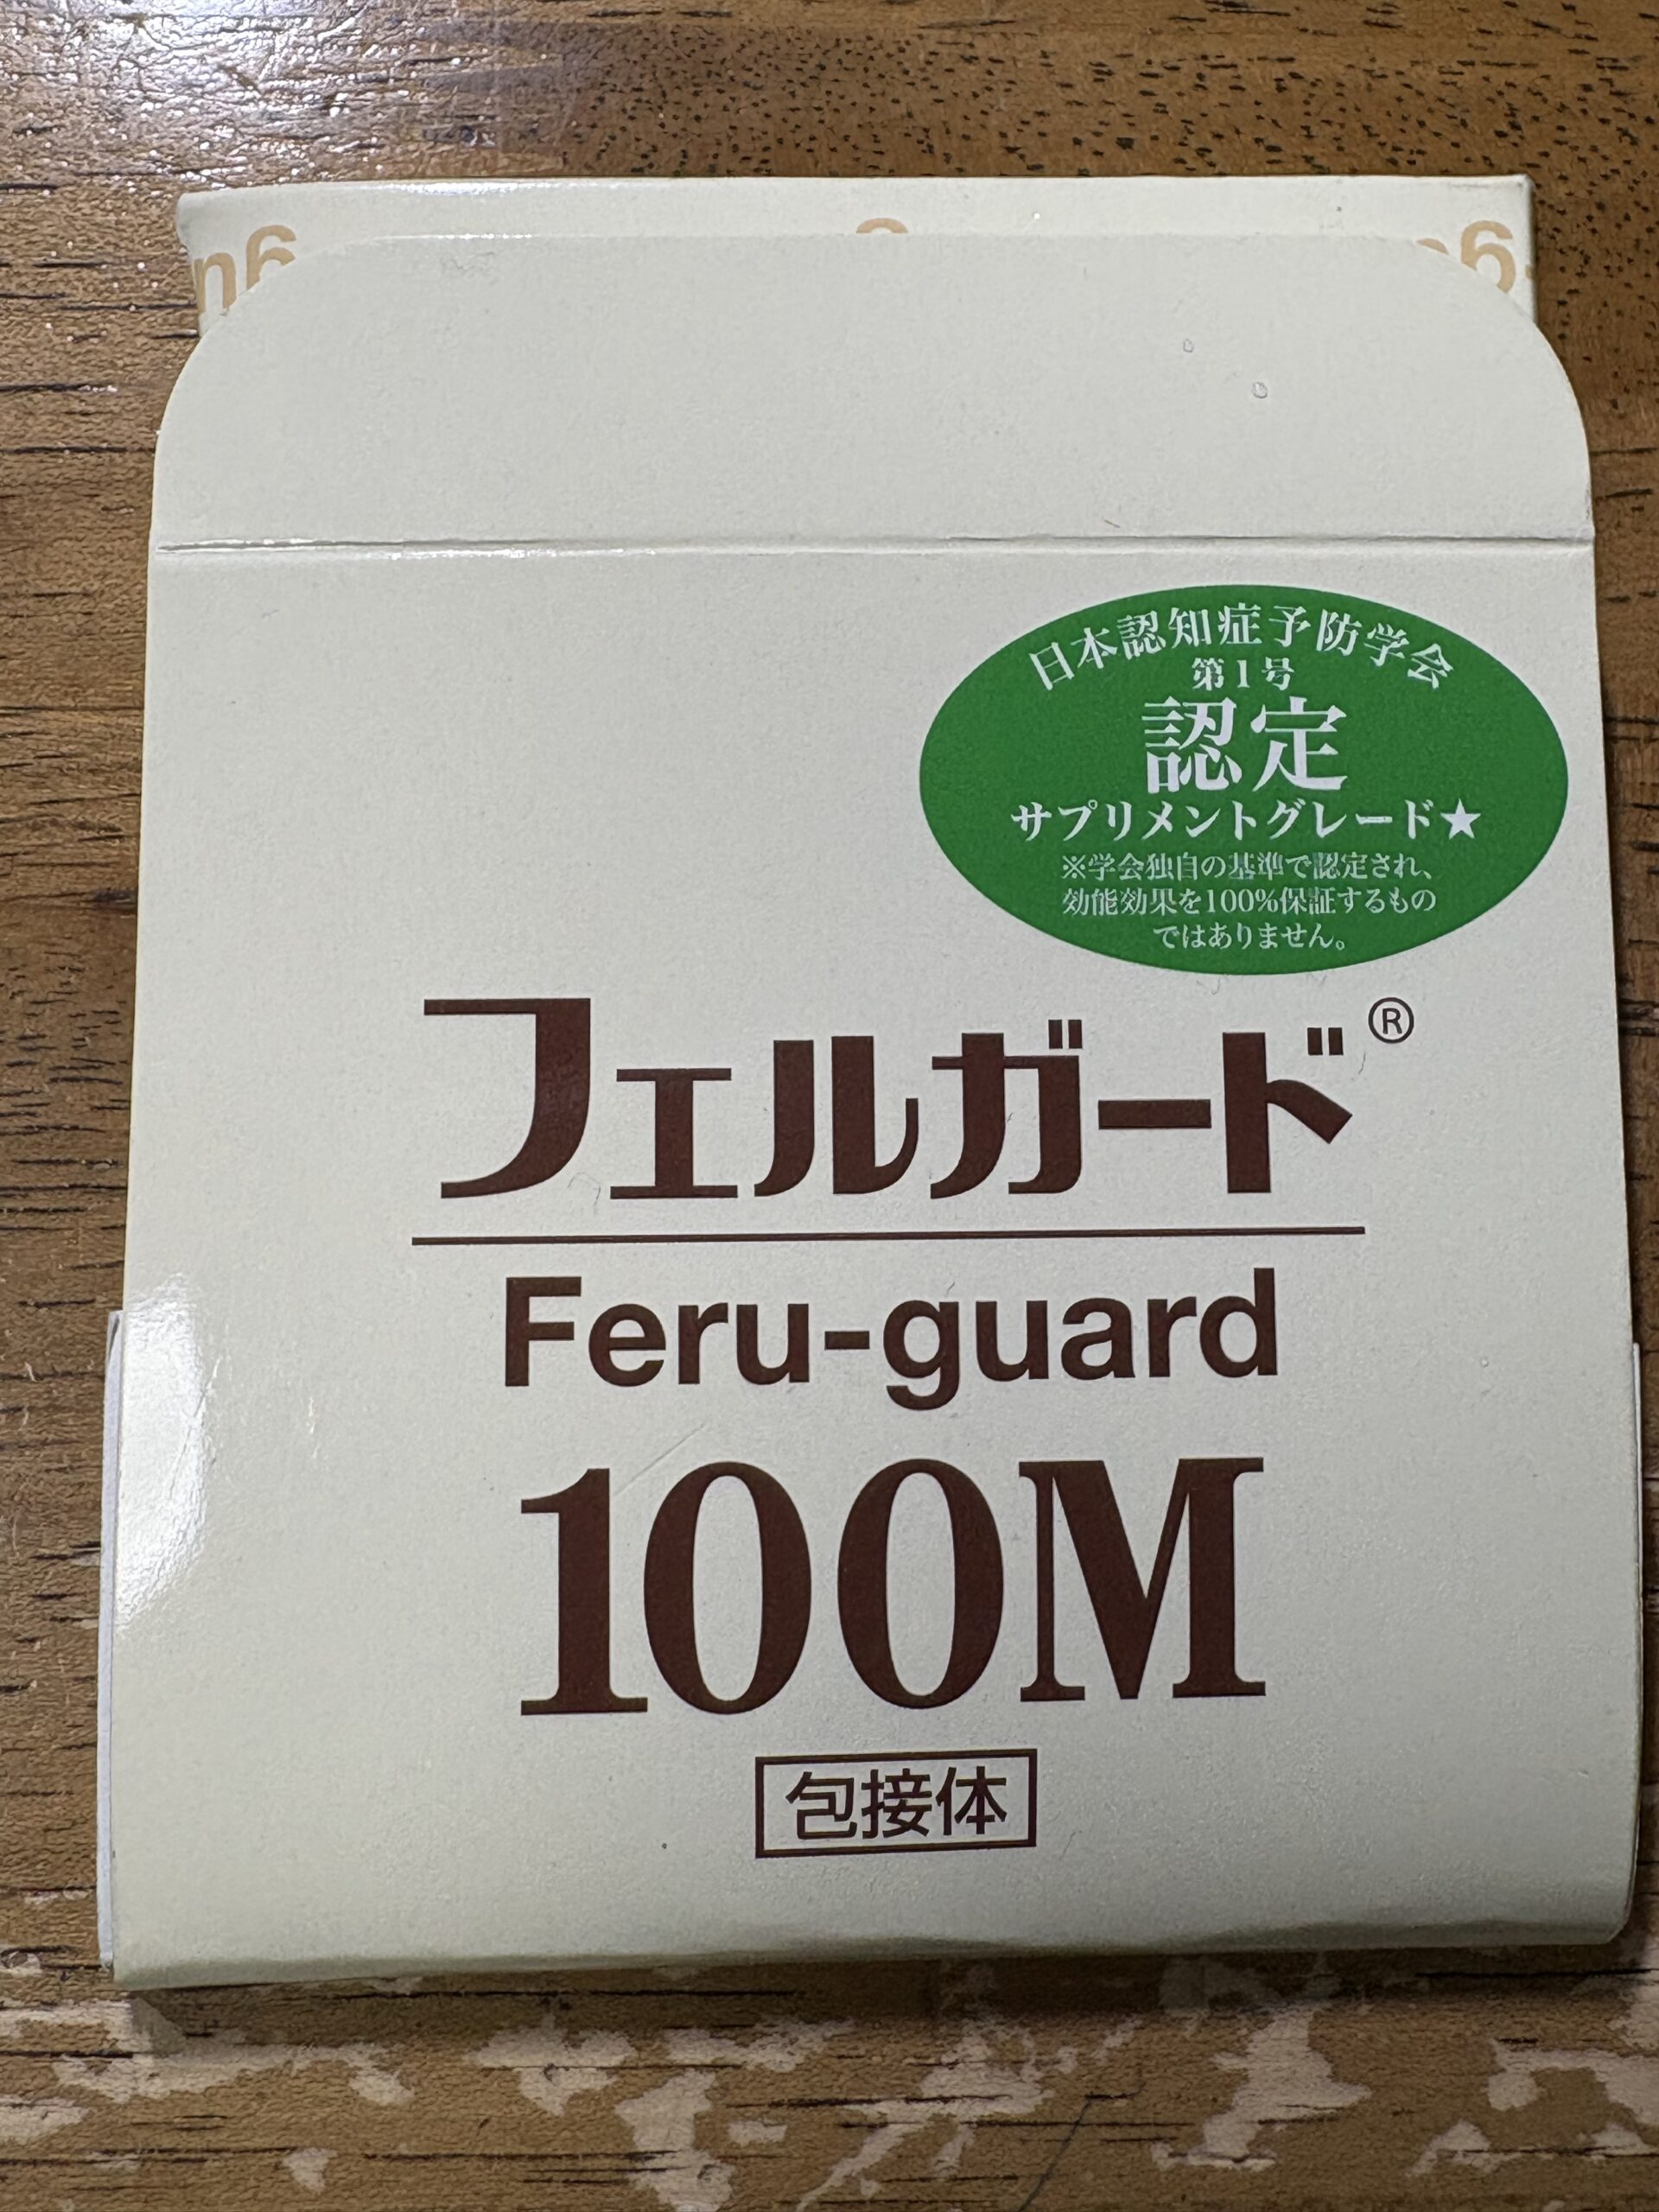 日本認知症予防学会
第1号
認定
サプリメントグレード★
※学会独自の基準で認定され、
効能効果を100%保証するもの
ではありません。
フェルガード®
Feru-guard
100M
包接体